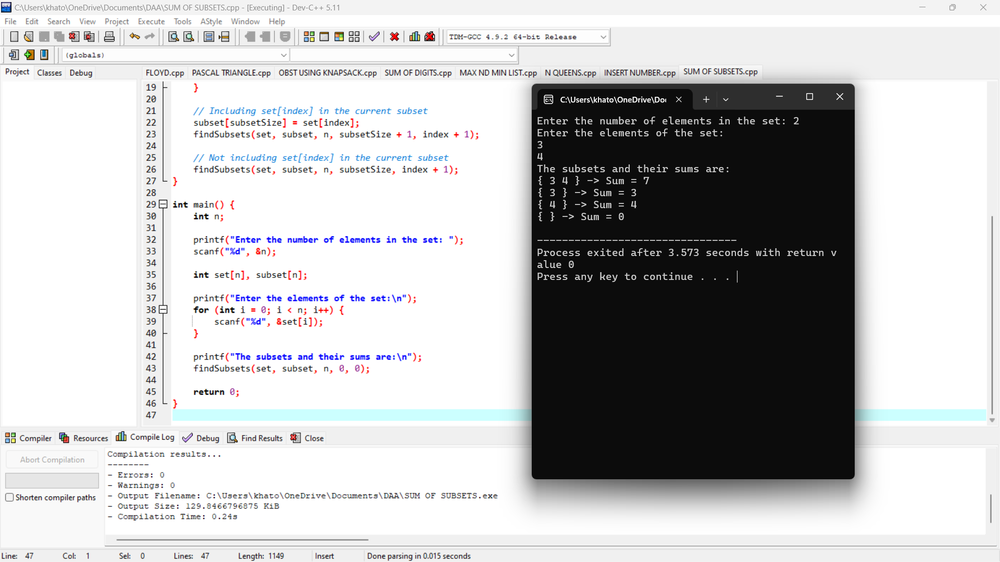 C:\Users\khato\OneDrive\Documents\DAA\SUM OF SUBSETS.cpp - [Executing] - Dev-C++ 5.11
File Edit Search View Project Execute Tools AStyle Window Help
TDM-GCC 4.9.2 64-bit Release
(globals)
Project Classes Debug
FLOYD.cpp PASCAL TRIANGLE.cpp OBST USING KNAPSACK.cpp SUM OF DIGITS.cpp MAX ND MIN LIST.cpp N QUEENS.cpp INSERT NUMBER.cpp SUM OF SUBSETS.cpp
19 }
20
21 // Including set[index] in the current subset
22 subset[subsetSize] = set[index];
23 findSubsets(set, subset, n, subsetSize + 1, index + 1);
24
25 // Not including set[index] in the current subset
26 findSubsets(set, subset, n, subsetSize, index + 1);
27 }
28
29 int main() {
30 int n;
31
32 printf("Enter the number of elements in the set: ");
33 scanf("%d", &n);
34
35 int set[n], subset[n];
36
37 printf("Enter the elements of the set:\n");
38 for (int i = 0; i < n; i++) {
39 scanf("%d", &set[i]);
40 }
41
42 printf("The subsets and their sums are:\n");
43 findSubsets(set, subset, n, 0, 0);
44
45 return 0;
46 }
47
C:\Users\khato\OneDrive\Do
Enter the number of elements in the set: 2
Enter the elements of the set:
3
4
The subsets and their sums are:
{ 3 4 } -> Sum = 7
{ 3 } -> Sum = 3
{ 4 } -> Sum = 4
{ } -> Sum = 0
--------------------------------
Process exited after 3.573 seconds with return v
alue 0
Press any key to continue . . .
Compiler Resources Compile Log Debug Find Results Close
Abort Compilation
Shorten compiler paths
Compilation results...
--------
- Errors: 0
- Warnings: 0
- Output Filename: C:\Users\khato\OneDrive\Documents\DAA\SUM OF SUBSETS.exe
- Output Size: 129.8466796875 KiB
- Compilation Time: 0.24s
Line: 47 Col: 1 Sel: 0 Lines: 47 Length: 1149 Insert Done parsing in 0.015 seconds